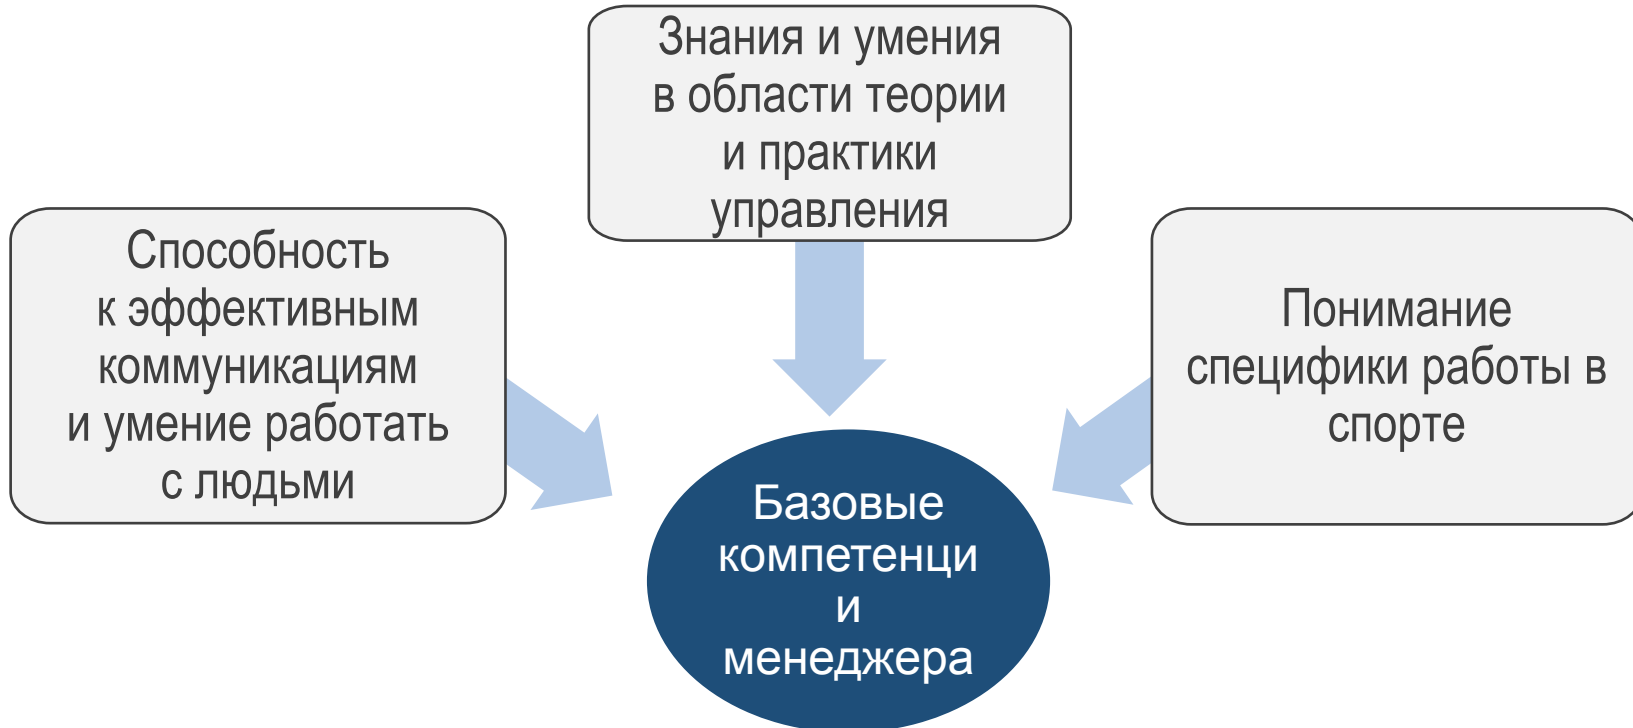 Знания и умения
в области теории
и практики
управления
Способность
к эффективным
коммуникациям
и умение работать
с людьми
Понимание
специфики работы в
спорте
Базовые
компетенци
и
менеджера